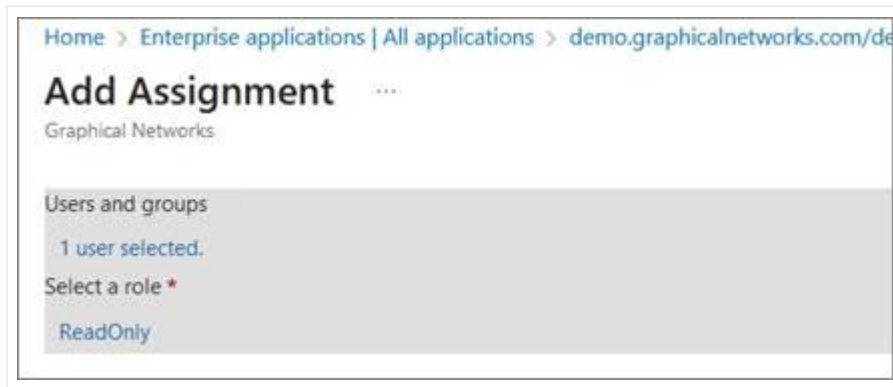 Home > Enterprise applications | All applications > demo.graphicalnetworks.com/de
Add Assignment ...
Graphical Networks
Users and groups
1 user selected.
Select a role *
ReadOnly